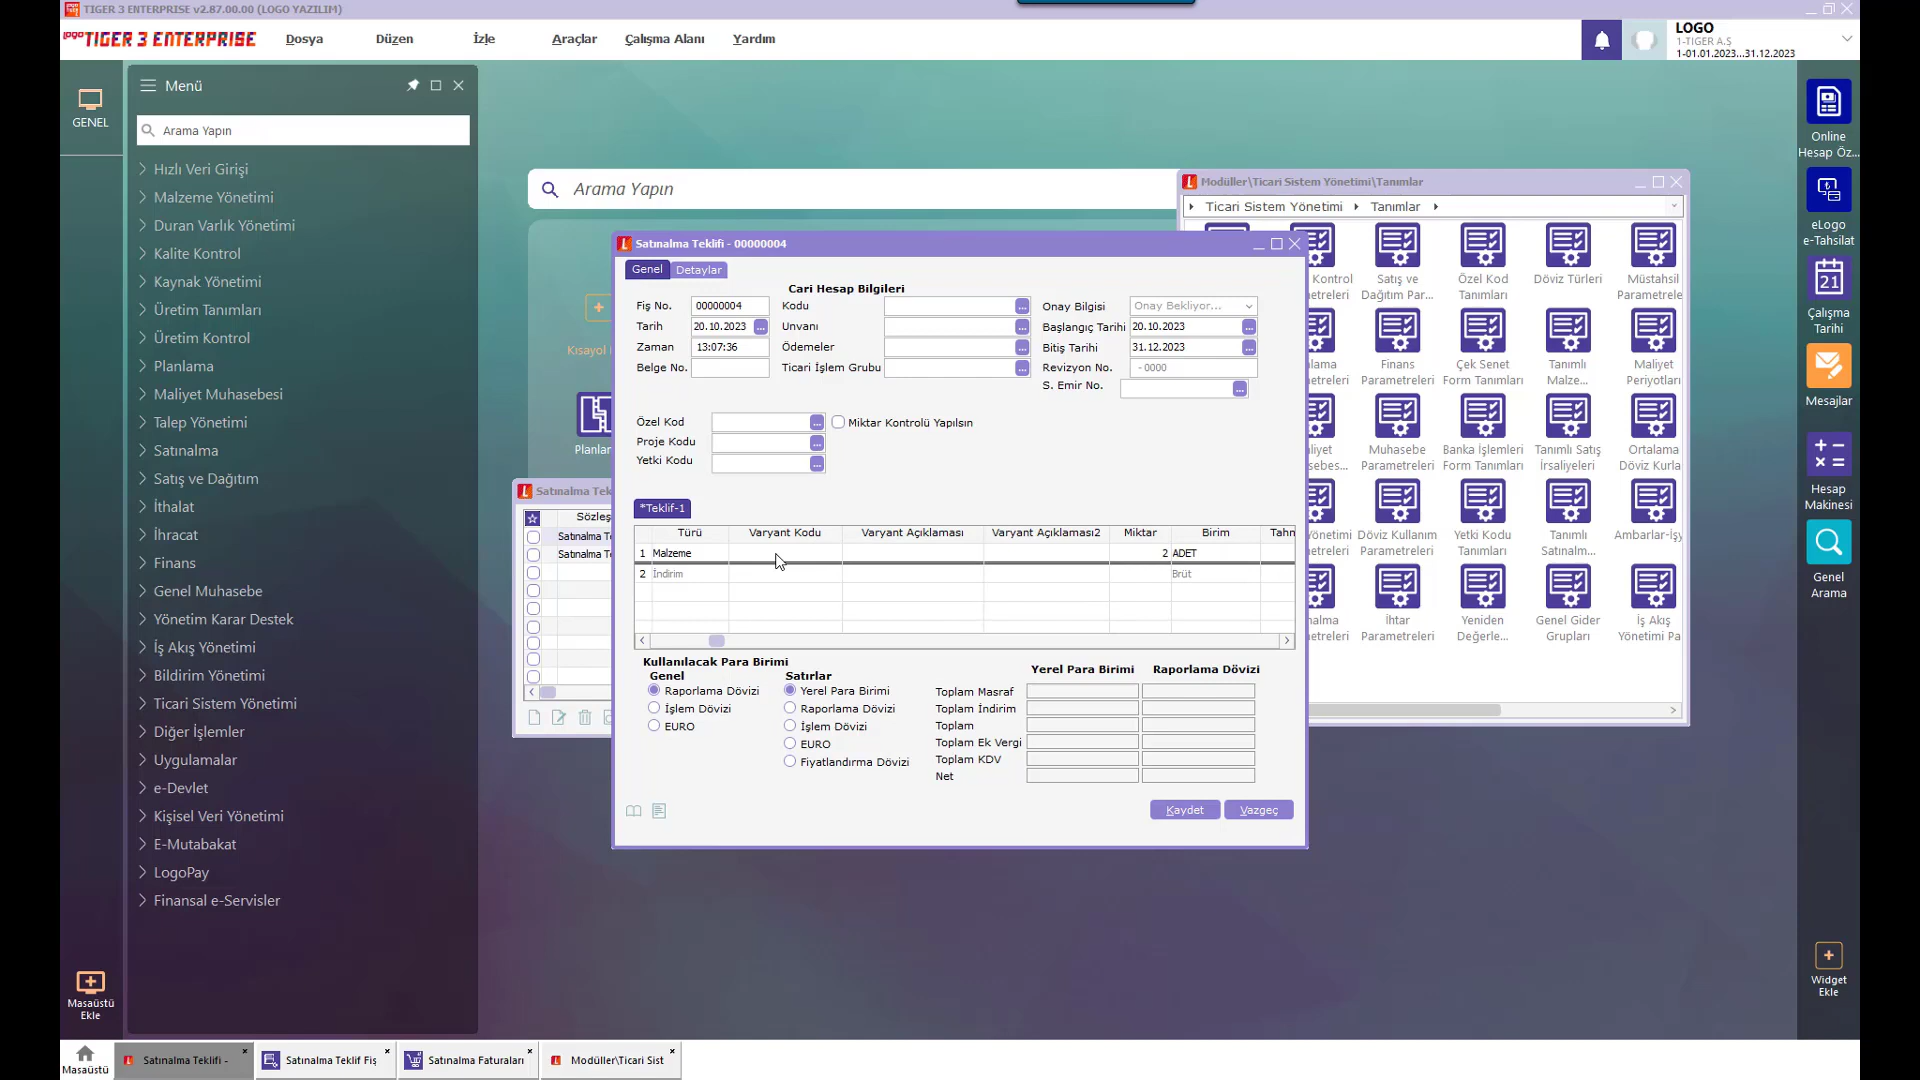 TIGER 3 ENTERPRISE v2.87.00.00 (LOGO YAZILIM)
LOGO TIGER 3 ENTERPRISE
Dosya
Düzen
İzle
Araçlar
Çalışma Alanı
Yardım
LOGO
1-TIGER A.Ş
1-01.01.2023...31.12.2023
GENEL
Menü
Arama Yapın
Hızlı Veri Girişi
Malzeme Yönetimi
Duran Varlık Yönetimi
Kalite Kontrol
Kaynak Yönetimi
Üretim Tanımları
Üretim Kontrol
Planlama
Maliyet Muhasebesi
Talep Yönetimi
Satınalma
Satış ve Dağıtım
İthalat
İhracat
Finans
Genel Muhasebe
Yönetim Karar Destek
İş Akış Yönetimi
Bildirim Yönetimi
Ticari Sistem Yönetimi
Diğer İşlemler
Uygulamalar
e-Devlet
Kişisel Veri Yönetimi
E-Mutabakat
LogoPay
Finansal e-Servisler
Masaüstü
Ekle
Arama Yapın
Kısayol
Planlar
Satınalma Tek
Sözleş
Satınalma Te
Satınalma Te
Satınalma Teklifi - 00000004
Genel
Detaylar
Cari Hesap Bilgileri
Fiş No. 00000004
Kodu
Onay Bilgisi Onay Bekliyor...
Tarih 20.10.2023
Unvanı
Başlangıç Tarihi 20.10.2023
Zaman 13:07:36
Ödemeler
Bitiş Tarihi 31.12.2023
Belge No.
Ticari İşlem Grubu
Revizyon No. - 0000
S. Emir No.
Özel Kod
Miktar Kontrolü Yapılsın
Proje Kodu
Yetki Kodu
*Teklif-1
Türü Varyant Kodu Varyant Açıklaması Varyant Açıklaması2 Miktar Birim Tahn
1 Malzeme 2 ADET
2 İndirim Brüt
Kullanılacak Para Birimi
Genel
Satırlar
Raporlama Dövizi
İşlem Dövizi
EURO
Yerel Para Birimi
Raporlama Dövizi
İşlem Dövizi
EURO
Fiyatlandırma Dövizi
Yerel Para Birimi Raporlama Dövizi
Toplam Masraf
Toplam İndirim
Toplam
Toplam Ek Vergi
Toplam KDV
Net
Kaydet
Vazgeç
Modüller\Ticari Sistem Yönetimi\Tanımlar
Ticari Sistem Yönetimi Tanımlar
Kontrol
metreleri
Satış ve
Dağıtım Par...
Özel Kod
Tanımları
Döviz Türleri
Müstahsil
Parametrele
lama
metreleri
Finans
Parametreleri
Çek Senet
Form Tanımları
Tanımlı
Malze...
Maliyet
Periyotları
aliyet
asebes...
Muhasebe
Parametreleri
Banka İşlemleri
Form Tanımları
Tanımlı Satış
İrsaliyeleri
Ortalama
Döviz Kurla
Yönetimi
metreleri
Döviz Kullanım
Parametreleri
Yetki Kodu
Tanımları
Tanımlı
Satınalm...
Ambarlar-İşy
nalma
metreleri
İhtar
Parametreleri
Yeniden
Değerle...
Genel Gider
Grupları
İş Akış
Yönetimi Pa
Online
Hesap Öz...
eLogo
e-Tahsilat
21
Çalışma
Tarihi
Mesajlar
Hesap
Makinesi
Genel
Arama
Widget
Ekle
Masaüstü
Satınalma Teklifi -
Satınalma Teklif Fiş
Satınalma Faturaları
Modüller\Ticari Sist